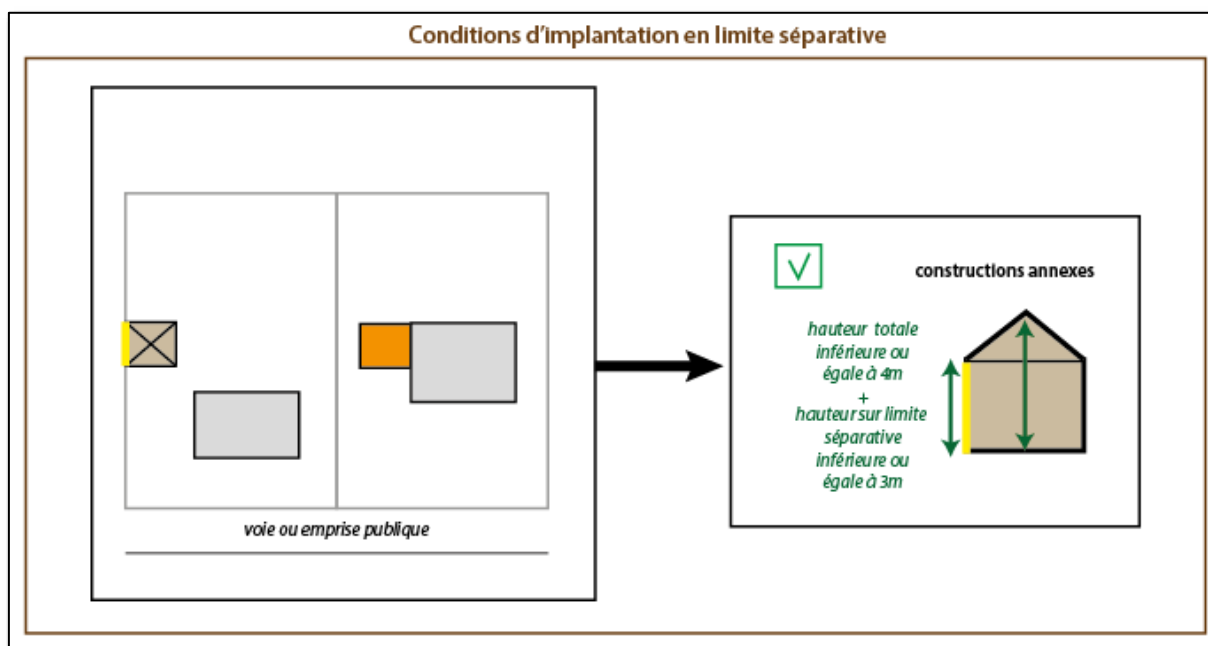 Conditions d'implantation en limite séparative
voie ou emprise publique
constructions annexes
hauteur totale
inférieure ou
égale à 4m
+
hauteur sur limite
séparative
inférieure ou
égale à 3m